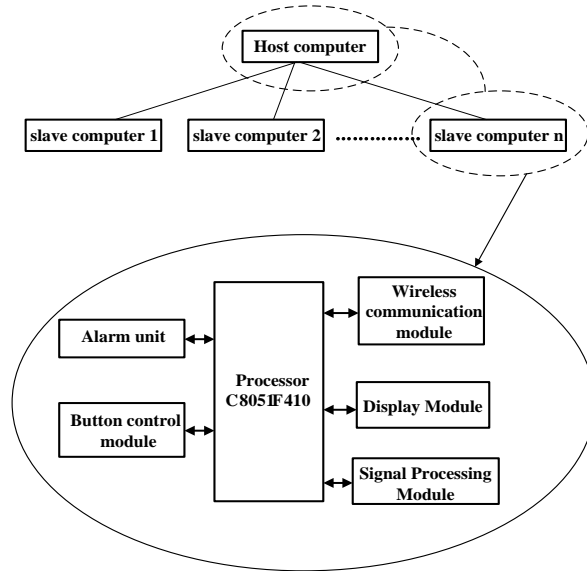 Host computer
slave computer 1
slave computer 2
slave computer n
Wireless
communication
module
Alarm unit
Processor
C8051F410
Button control
module
Display Module
Signal Processing
Module